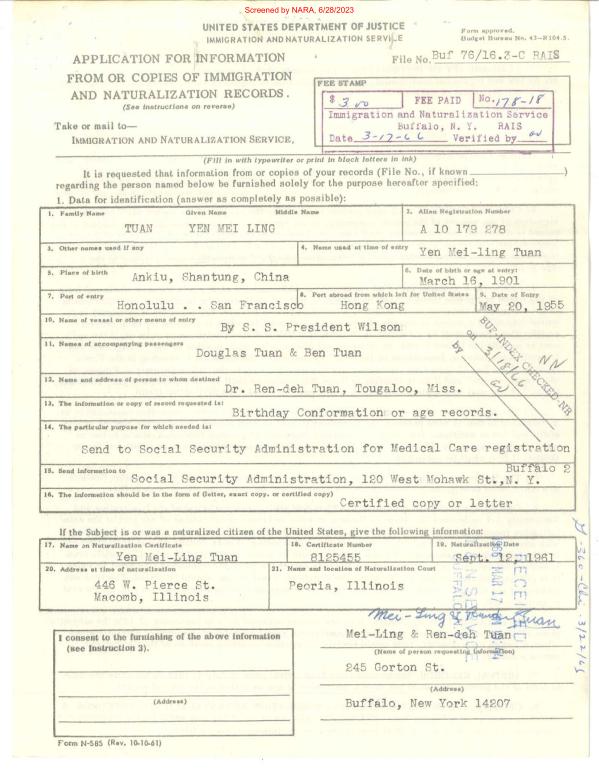 Screened by NARA, 6/28/2023
UNITED STATES DEPARTMENT OF JUSTICE
IMMIGRATION AND NATURALIZATION SERVICE
Form approved.
Budget Bureau No. 43-R104.5.
APPLICATION FOR INFORMATION
FROM OR COPIES OF IMMIGRATION
AND NATURALIZATION RECORDS.
(See instructions on reverse)
File No. Buf 76/16.3-C RAIS
Take or mail to—
IMMIGRATION AND NATURALIZATION SERVICE,
FEE STAMP
$ 3 00 FEE PAID No. 178-18
Immigration and Naturalization Service
Buffalo, N. Y. RAIS
Date 3-17-66 Verified by
(Fill in with typewriter or print in block letters in ink)
It is requested that information from or copies of your records (File No., if known )
regarding the person named below be furnished solely for the purpose hereafter specified:
1. Data for identification (answer as completely as possible):
1. Family Name Given Name Middle Name
TUAN YEN MEI LING
2. Alien Registration Number
A 10 179 278
3. Other names used if any
4. Name used at time of entry
Yen Mei-ling Tuan
5. Place of birth
Ankiu, Shantung, China
6. Date of birth or age at entry:
March 16, 1901
7. Port of entry
Honolulu . . San Francisco
8. Port abroad from which left for United States
Hong Kong
9. Date of Entry
May 20, 1955
10. Name of vessel or other means of entry
By S. S. President Wilson
11. Names of accompanying passengers
Douglas Tuan & Ben Tuan
BUF-INDEX CHECKED-NR
on 3/18/66
by
NN
12. Name and address of person to whom destined
Dr. Ren-deh Tuan, Tougaloo, Miss.
13. The information or copy of record requested is:
Birthday Conformation or age records.
14. The particular purpose for which needed is:
Send to Social Security Administration for Medical Care registration
15. Send information to
Buffalo 2
Social Security Administration, 120 West Mohawk St., N. Y.
16. The information should be in the form of (letter, exact copy, or certified copy)
Certified copy or letter
If the Subject is or was a naturalized citizen of the United States, give the following information:
17. Name on Naturalization Certificate
Yen Mei-Ling Tuan
18. Certificate Number
8125455
19. Naturalization Date
Sept. 12, 1961
20. Address at time of naturalization
446 W. Pierce St.
Macomb, Illinois
21. Name and location of Naturalization Court
Peoria, Illinois
RECEIVED
MAR 17
I consent to the furnishing of the above information
(see Instruction 3).
(Address)
Mei-Ling & Ren-deh Tuan
(Name of person requesting information)
245 Gorton St.
(Address)
Buffalo, New York 14207
Form N-585 (Rev. 10-10-61)